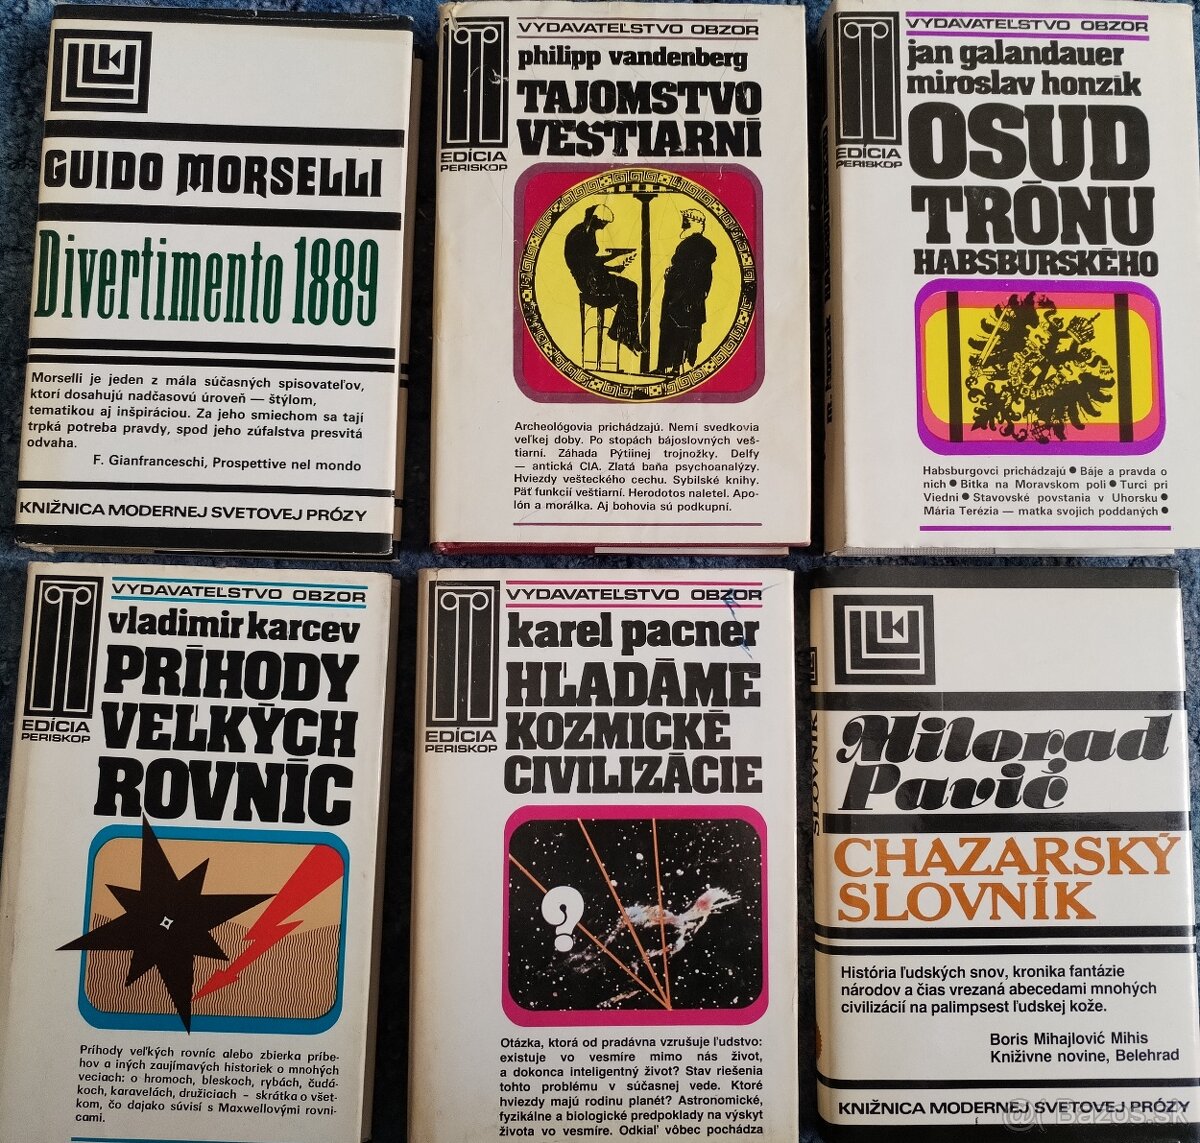 GUIDO MORSELLI
Divertimento 1889
Morselli je jeden z mála súčasných spisovateľov,
ktorí dosahujú nadčasovú úroveň — štýlom,
tematikou aj inšpiráciou. Za jeho smiechom sa tají
trpká potreba pravdy, spod jeho zúfalstva presvitá
odvaha.
F. Gianfranceschi, Prospettive nel mondo
KNIŽNICA MODERNEJ SVETOVEJ PRÓZY
VYDAVATEĽSTVO OBZOR
philipp vandenberg
TAJOMSTVO
VEŠTIARNÍ
EDÍCIA
PERISKOP
Archeológovia prichádzajú. Nemí svedkovia
veľkej doby. Po stopách bájoslovných veš-
tiarní. Záhada Pýtiinej trojnožky. Delfy
— antická CIA. Zlatá baňa psychoanalýzy.
Hviezdy vešteckého cechu. Sybilské knihy.
Päť funkcií veštiarní. Herodotos naletel. Apo-
lón a morálka. Aj bohovia sú podkupní.
VYDAVATEĽSTVO OBZOR
jan galandauer
miroslav honzík
OSUD
TRÓNU
HABSBURSKÉHO
EDÍCIA
PERISKOP
Habsburgovci prichádzajú ● Báje a pravda o
nich ● Bitka na Moravskom poli ● Turci pri
Viedni ● Stavovské povstania v Uhorsku ●
Mária Terézia — matka svojich poddaných ●
VYDAVATEĽSTVO OBZOR
vladimir karcev
PRÍHODY
VEĽKÝCH
ROVNÍC
EDÍCIA
PERISKOP
Príhody veľkých rovníc alebo zbierka príbe-
hov a iných zaujímavých historiek o mnohých
veciach: o hromoch, bleskoch, rybách, čudá-
koch, karavelách, družiciach – skrátka o všet-
kom, čo dajako súvisí s Maxwellovými rovni-
cami.
VYDAVATEĽSTVO OBZOR
karel pacner
HĽADÁME
KOZMICKÉ
CIVILIZÁCIE
EDÍCIA
PERISKOP
Otázka, ktorá od pradávna vzrušuje ľudstvo:
existuje vo vesmíre mimo nás život,
a dokonca inteligentný život? Stav riešenia
tohto problému v súčasnej vede. Ktoré
hviezdy majú rodinu planét? Astronomické,
fyzikálne a biologické predpoklady na výskyt
života vo vesmíre. Odkiaľ vôbec pochádza
SLOVNÍK
Milorad
Pavič
CHAZARSKÝ
SLOVNÍK
História ľudských snov, kronika fantázie
národov a čias vrezaná abecedami mnohých
civilizácií na palimpsest ľudskej kože.
Boris Mihajlović Mihis
Kniživne novine, Belehrad
KNIŽNICA MODERNEJ SVETOVEJ PRÓZY
Bazos.sk